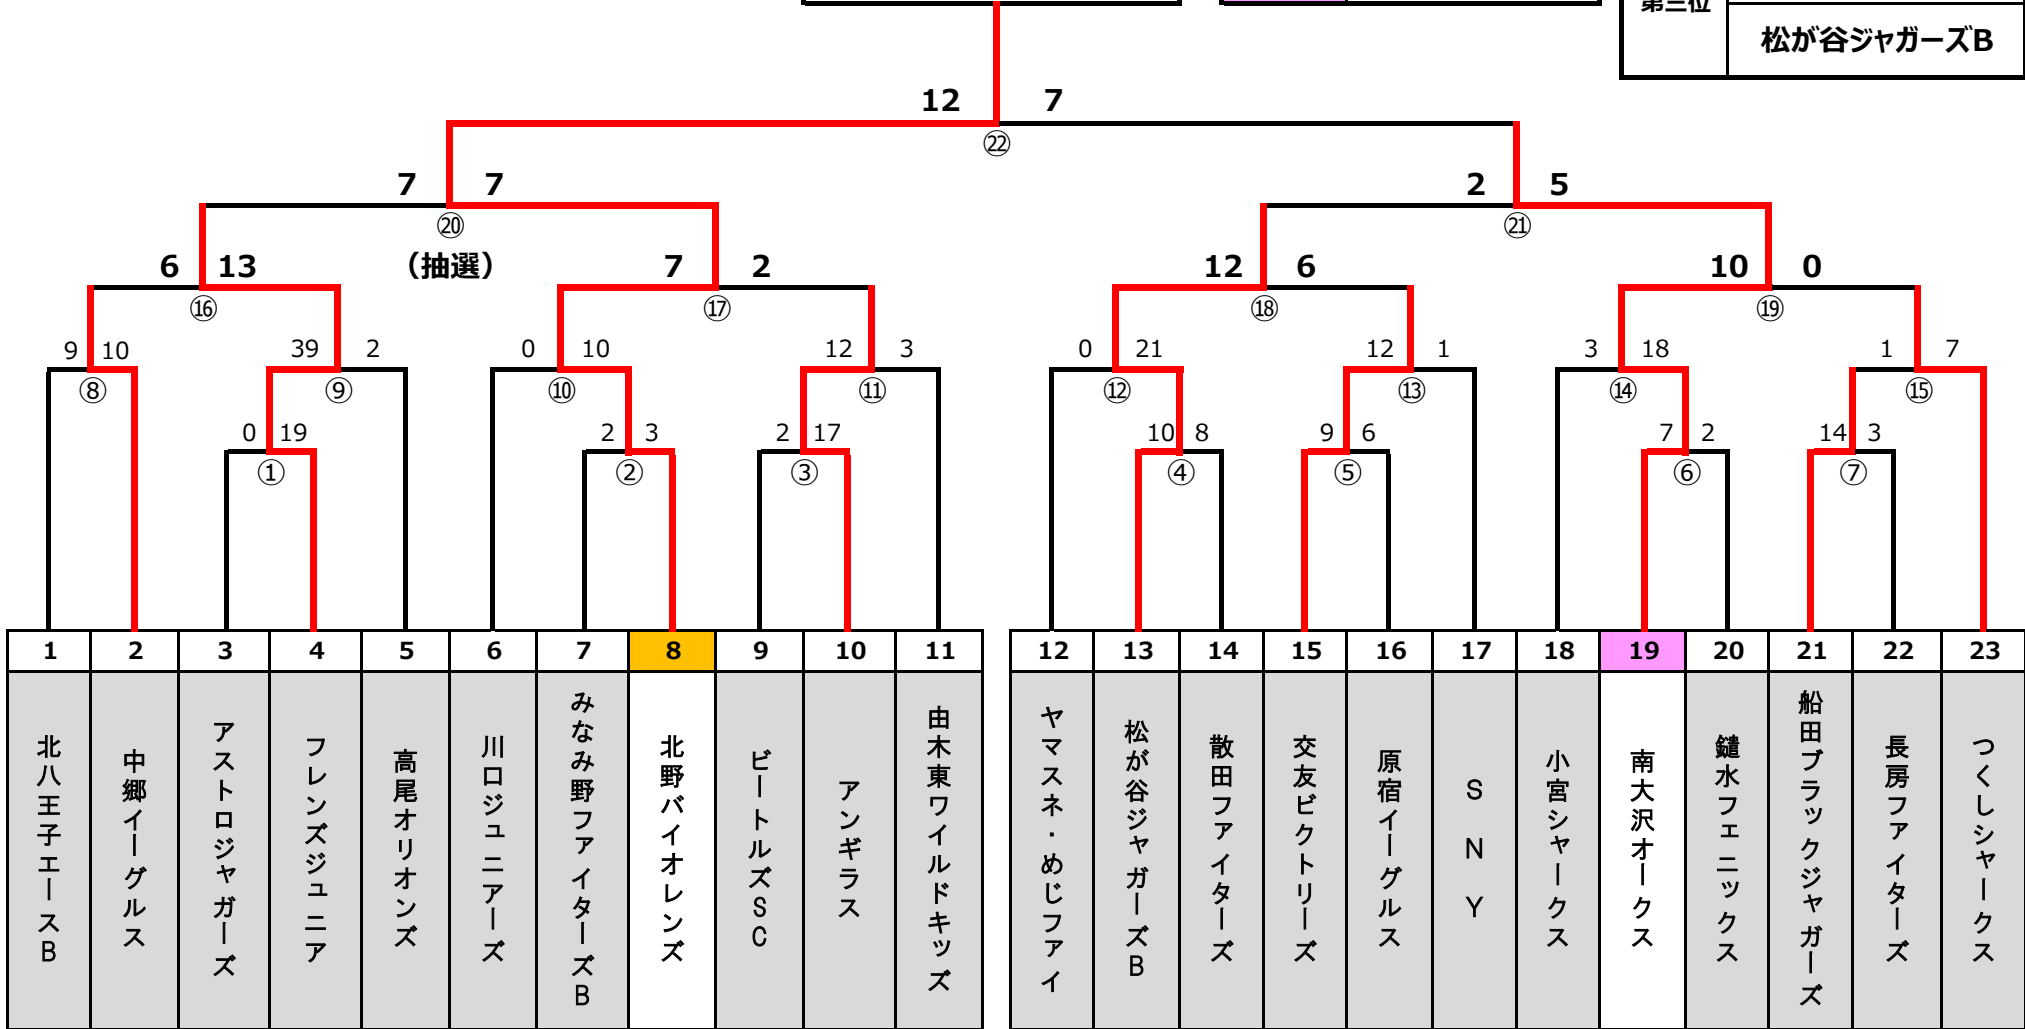 第三位
松が谷ジャガーズB
12 7
㉒
7 7
2 5
⑳
㉑
6 13
（抽選）
7 2
12 6
10 0
⑯
⑰
⑱
⑲
9 10
39 2
0 10
12 3
0 21
12 1
3 18
1 7
⑧
⑨
⑩
⑪
⑫
⑬
⑭
⑮
0 19
2 3
2 17
10 8
9 6
7 2
14 3
①
②
③
④
⑤
⑥
⑦
1 2 3 4 5 6 7 8 9 10 11 12 13 14 15 16 17 18 19 20 21 22 23
北八王子エースB
中郷イーグルス
アストロジャガーズ
フレンズジュニア
高尾オリオンズ
川口ジュニアーズ
みなみ野ファイターズB
北野バイオレンズ
ビートルズSC
アンギラス
由木東ワイルドキッズ
ヤマスネ・めじファイ
松が谷ジャガーズB
散田ファイターズ
交友ビクトリーズ
原宿イーグルス
SNY
小宮シャークス
南大沢オークス
鑓水フェニックス
船田ブラックジャガーズ
長房ファイターズ
つくしシャークス